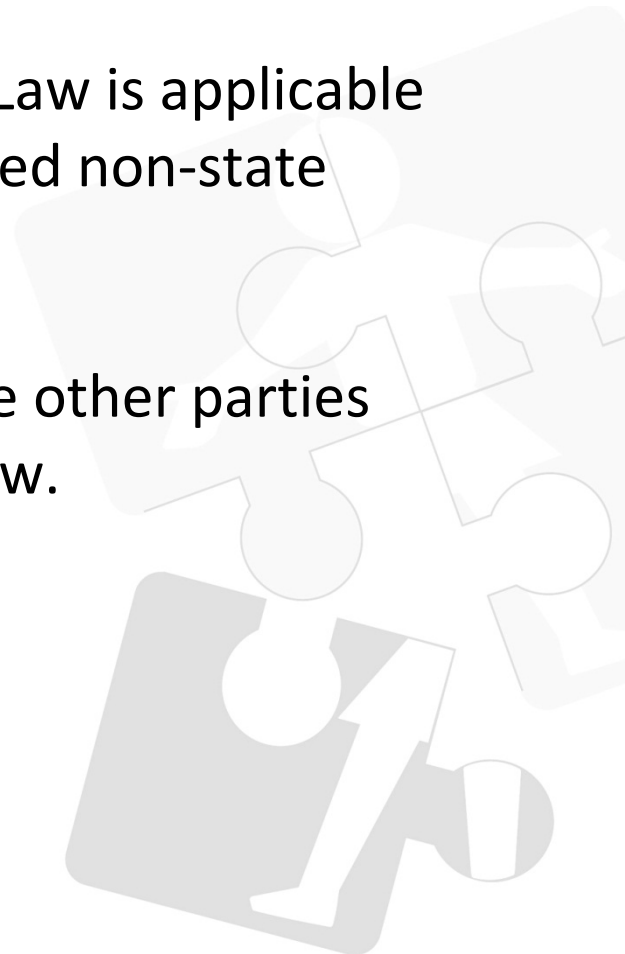 Law is applicable
ed non-state
e other parties
w.